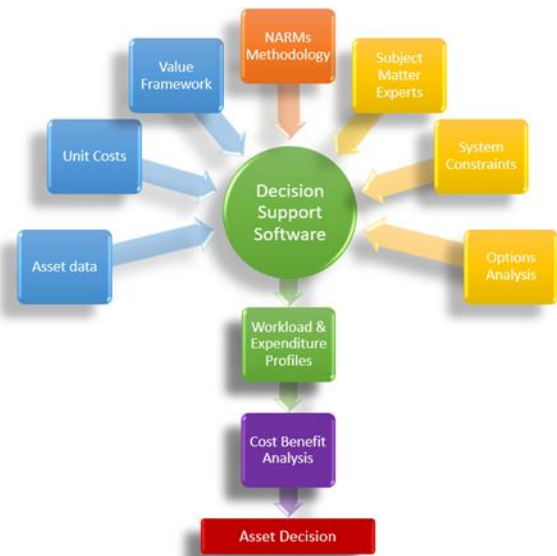 NARMs
Methodology
Value
Framework
Subject
Matter
Experts
Unit Costs
System
Constraints
Decision
Support
Software
Asset data
Options
Analysis
Workload &
Expenditure
Profiles
Cost Benefit
Analysis
Asset Decision